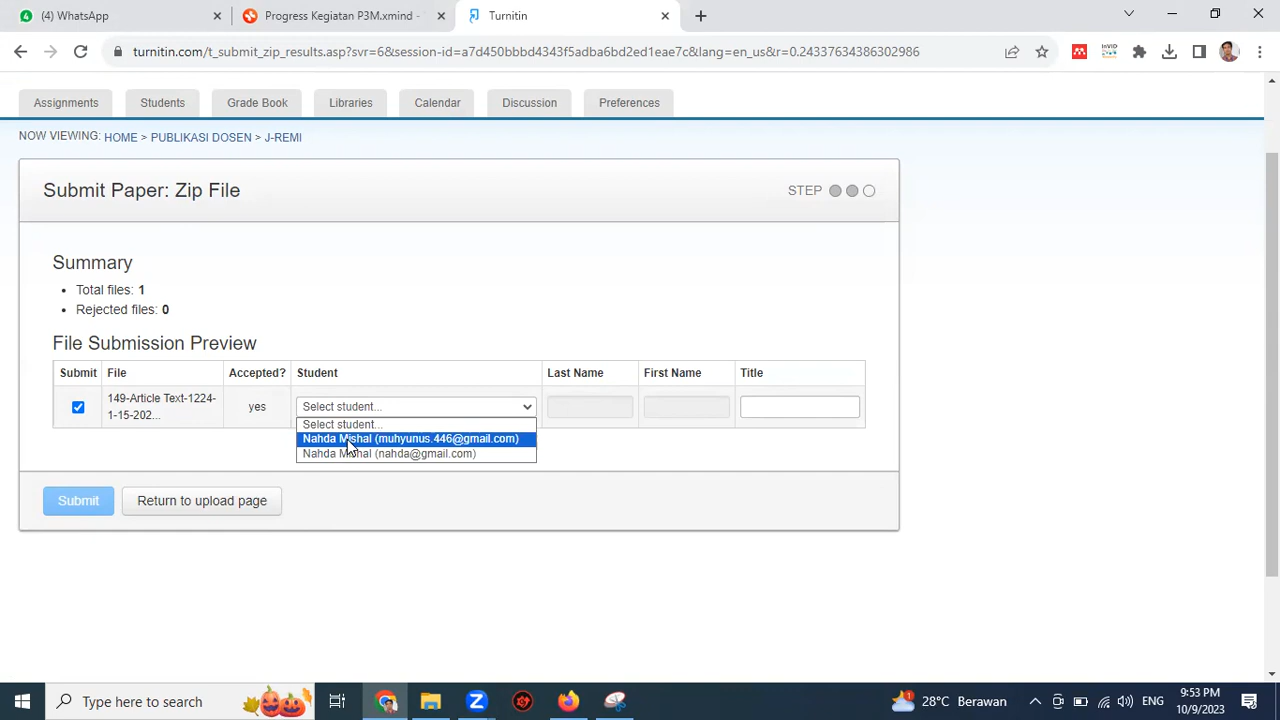 4
(4) WhatsApp
Progress Kegiatan P3M.xmind -
Turnitin
turnitin.com/t_submit_zip_results.asp?svr=6&session-id=a7d450bbbd4343f5adba6bd2ed1eae7c&lang=en_us&r=0.24337634386302986
InVID
Assignments
Students
Grade Book
Libraries
Calendar
Discussion
Preferences
NOW VIEWING: HOME > PUBLIKASI DOSEN > J-REMI
Submit Paper: Zip File
STEP
Summary
• Total files: 1
• Rejected files: 0
File Submission Preview
Submit File Accepted? Student Last Name First Name Title
149-Article Text-1224-
1-15-202...
yes
Select student...
Select student...
Nahda Mishal (muhyunus.446@gmail.com)
Nahda Mishal (nahda@gmail.com)
Submit
Return to upload page
Type here to search
1
28°C Berawan
ENG
9:53 PM
10/9/2023